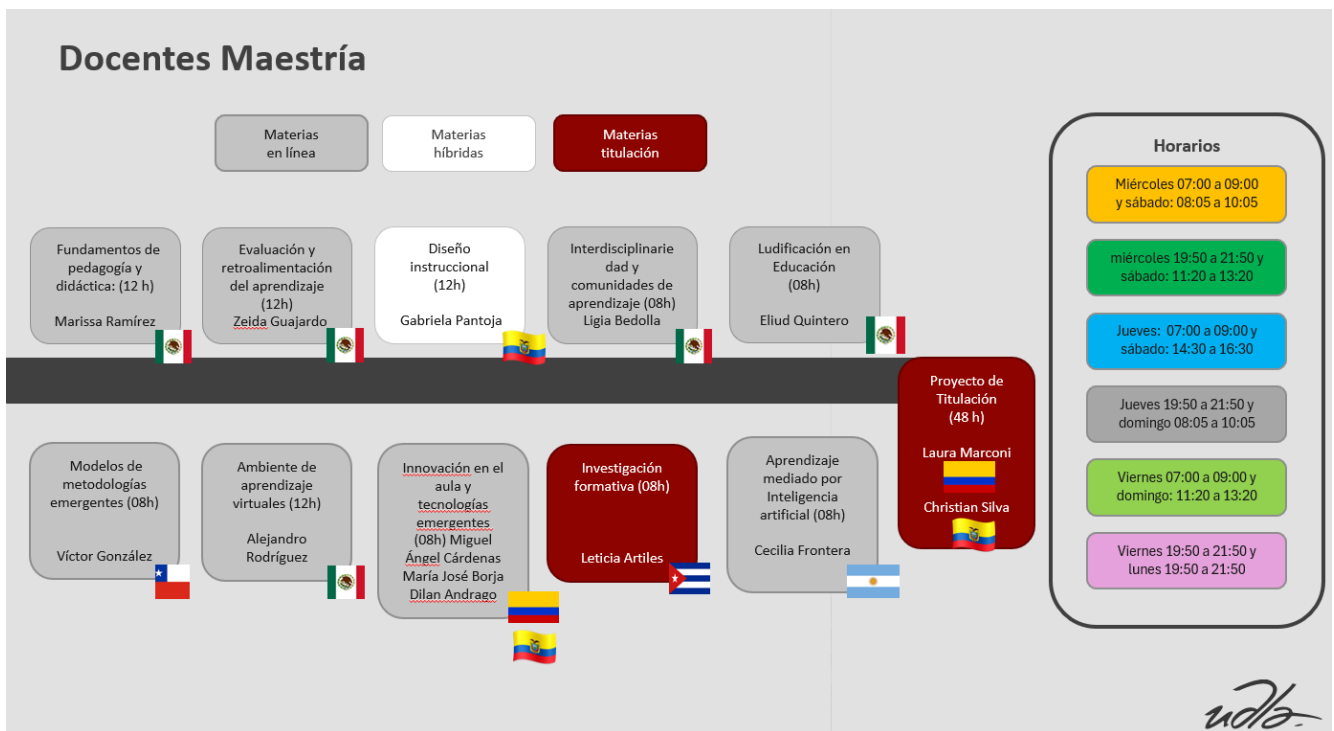 Docentes Maestría
Materias
en línea
Materias
híbridas
Materias
titulación
Fundamentos de
pedagogía y
didáctica: (12 h)
Marissa Ramírez
Evaluación y
retroalimentación
del aprendizaje
(12h)
Zeida Guajardo
Diseño
instruccional
(12h)
Gabriela Pantoja
Interdisciplinarie
dad y
comunidades de
aprendizaje (08h)
Ligia Bedolla
Ludificación en
Educación
(08h)
Eliud Quintero
Proyecto de
Titulación
(48 h)
Laura Marconi
Christian Silva
Modelos de
metodologías
emergentes (08h)
Víctor González
Ambiente de
aprendizaje
virtuales (12h)
Alejandro
Rodríguez
Innovación en el
aula y
tecnologías
emergentes
(08h) Miguel
Ángel Cárdenas
María José Borja
Dilan Andrago
Investigación
formativa (08h)
Leticia Artiles
Aprendizaje
mediado por
Inteligencia
artificial (08h)
Cecilia Frontera
Horarios
Miércoles 07:00 a 09:00
y sábado: 08:05 a 10:05
miércoles 19:50 a 21:50 y
sábado: 11:20 a 13:20
Jueves: 07:00 a 09:00 y
sábado: 14:30 a 16:30
Jueves 19:50 a 21:50 y
domingo 08:05 a 10:05
Viernes 07:00 a 09:00 y
domingo: 11:20 a 13:20
Viernes 19:50 a 21:50 y
lunes 19:50 a 21:50
udla